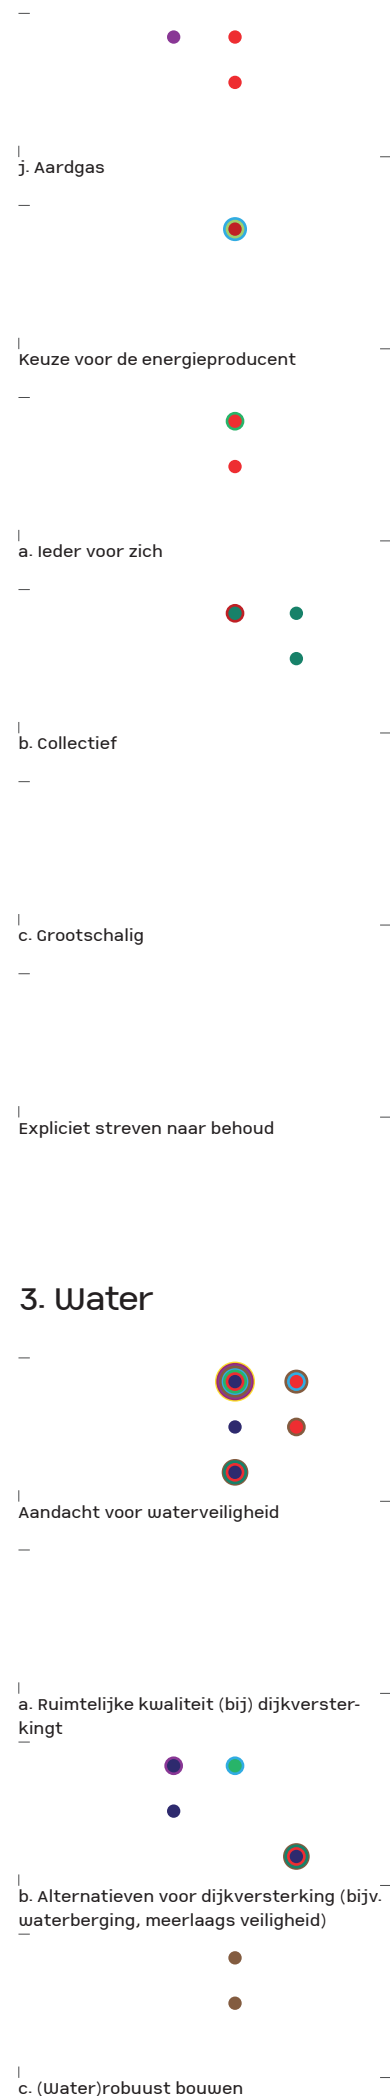 j. Aardgas
Keuze voor de energieproducent
a. Ieder voor zich
b. Collectief
c. Grootschalig
Expliciet streven naar behoud
3. Water
Aandacht voor waterveiligheid
a. Ruimtelijke kwaliteit (bij) dijkverster-
kingt
b. Alternatieven voor dijkversterking (bijv.
waterberging, meerlaags veiligheid)
c. (Water)robuust bouwen